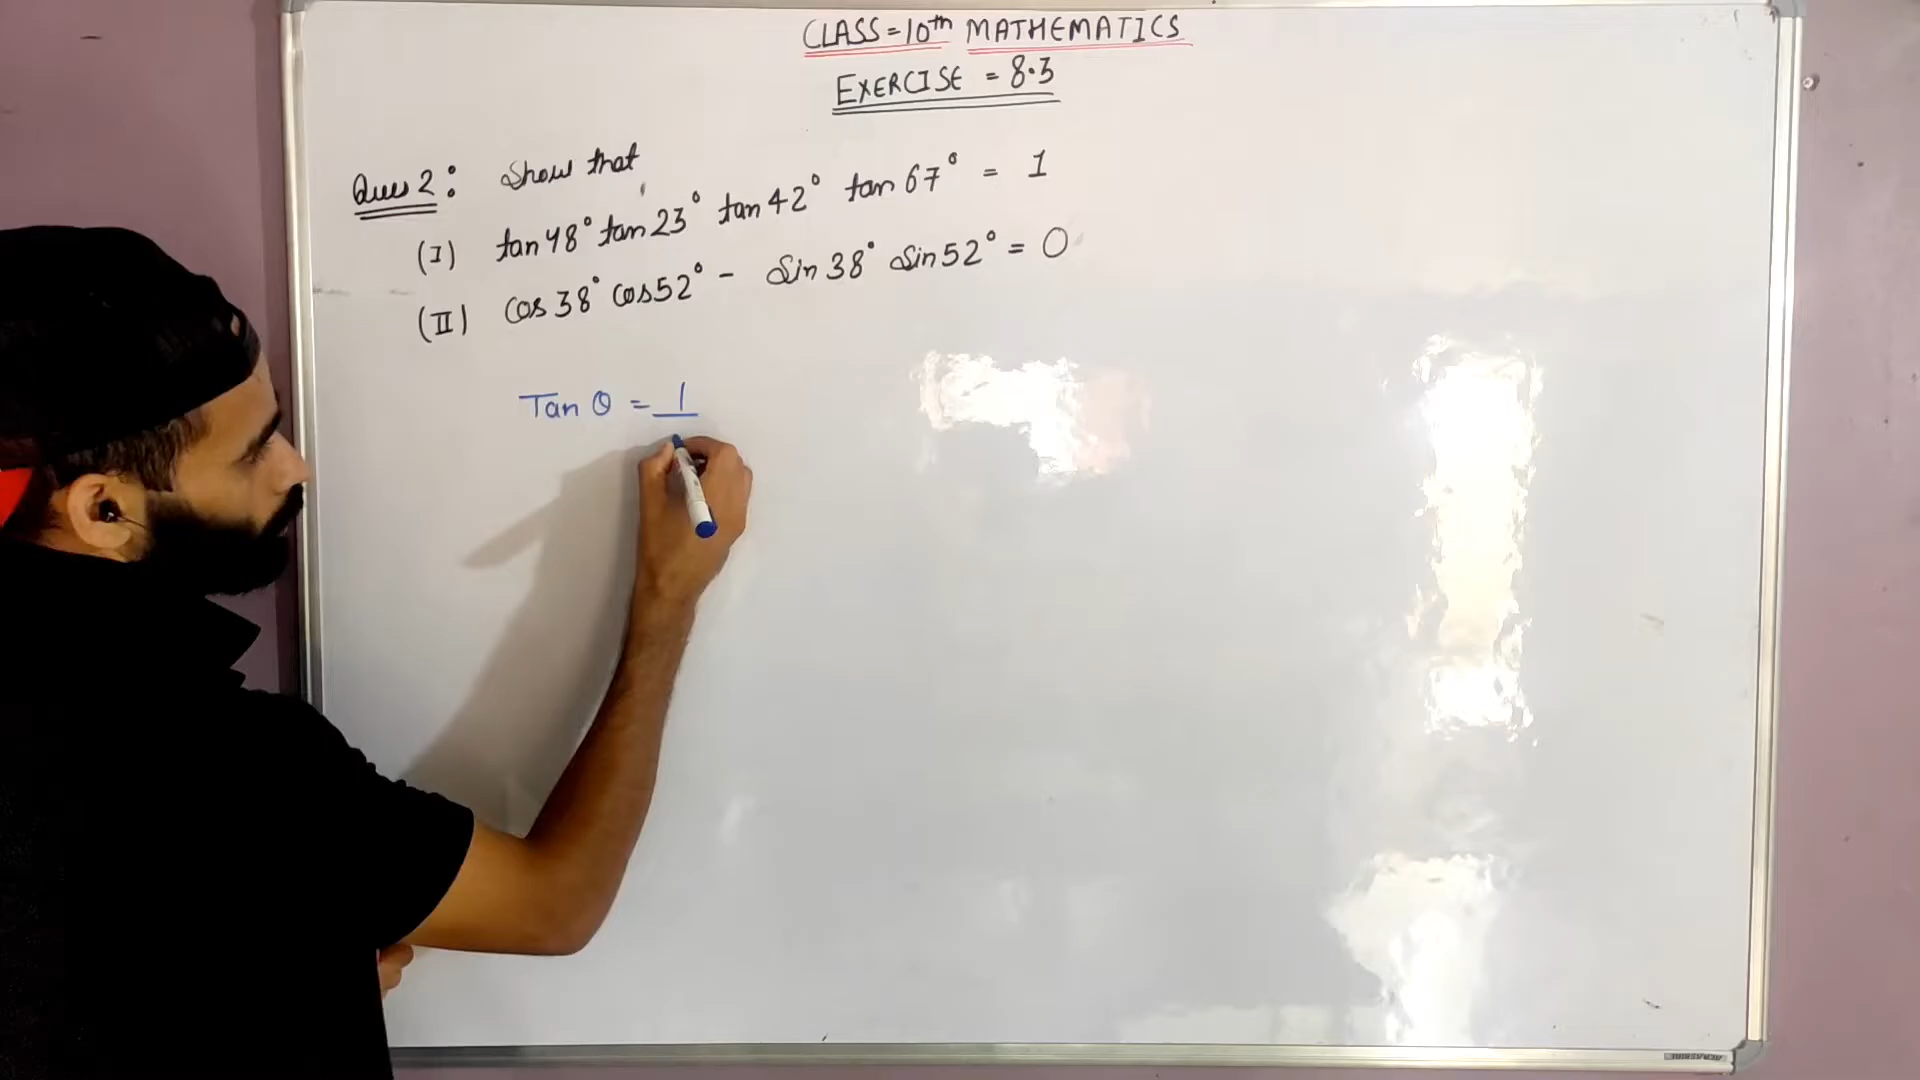 CLASS = 10th MATHEMATICS
EXERCISE = 8.3
Ques 2: Show that
(I) tan 48° tan 23° tan 42° tan 67° = 1
(II) cos 38° cos 52° - Sin 38° Sin 52° = 0
Tan θ = 1